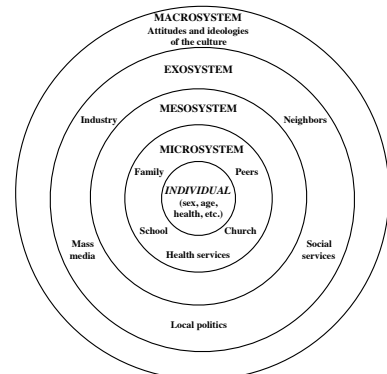 MACROSYSTEM
Attitudes and ideologies
of the culture
EXOSYSTEM
MESOSYSTEM
Industry
Neighbors
MICROSYSTEM
Family
Peers
INDIVIDUAL
(sex, age,
health, etc.)
School
Church
Health services
Mass
media
Social
services
Local politics